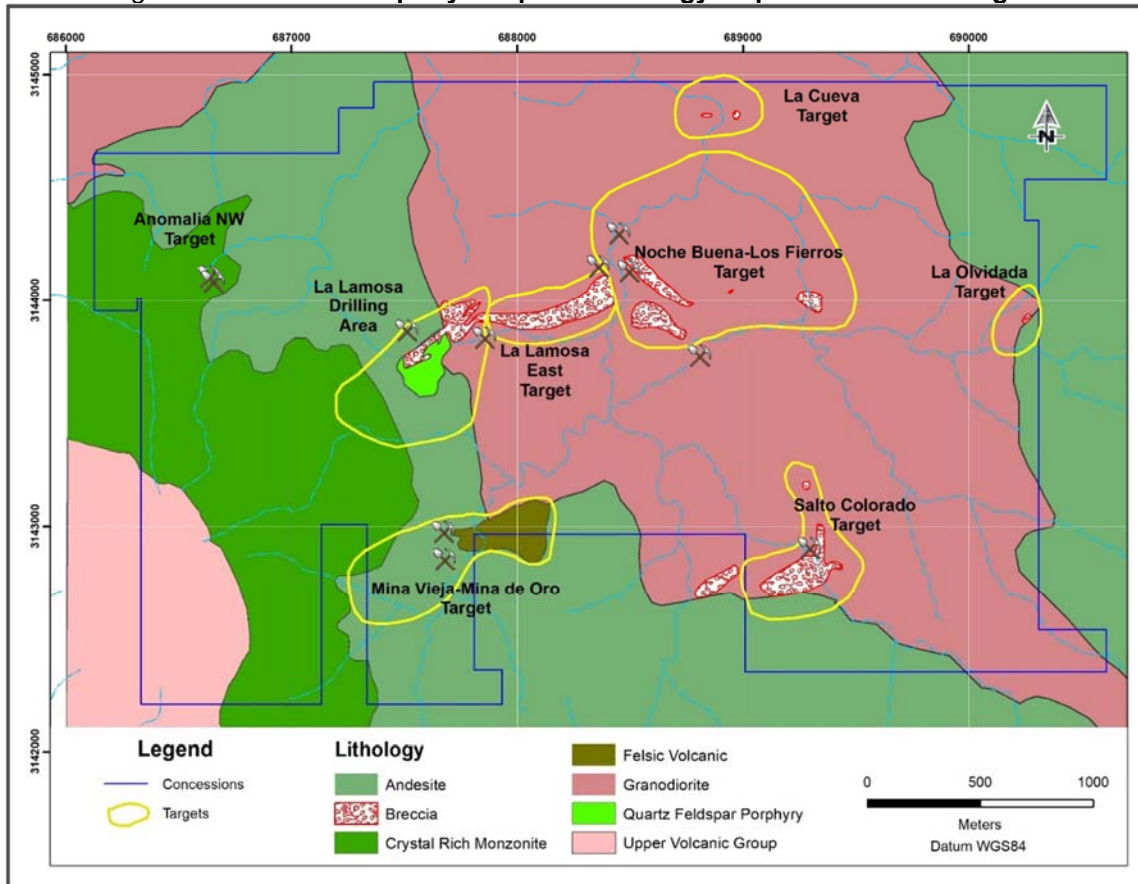 686000
687000
688000
689000
690000
3145000
3144000
3143000
3142000
La Cueva
Target
N
Anomalia NW
Target
Noche Buena-Los Fierros
Target
La Olvidada
Target
La Lamosa
Drilling
Area
La Lamosa
East
Target
Salto Colorado
Target
Mina Vieja-Mina de Oro
Target
Legend
Concessions
Targets
Lithology
Andesite
Breccia
Crystal Rich Monzonite
Felsic Volcanic
Granodiorite
Quartz Feldspar Porphyry
Upper Volcanic Group
0 500 1000
Meters
Datum WGS84